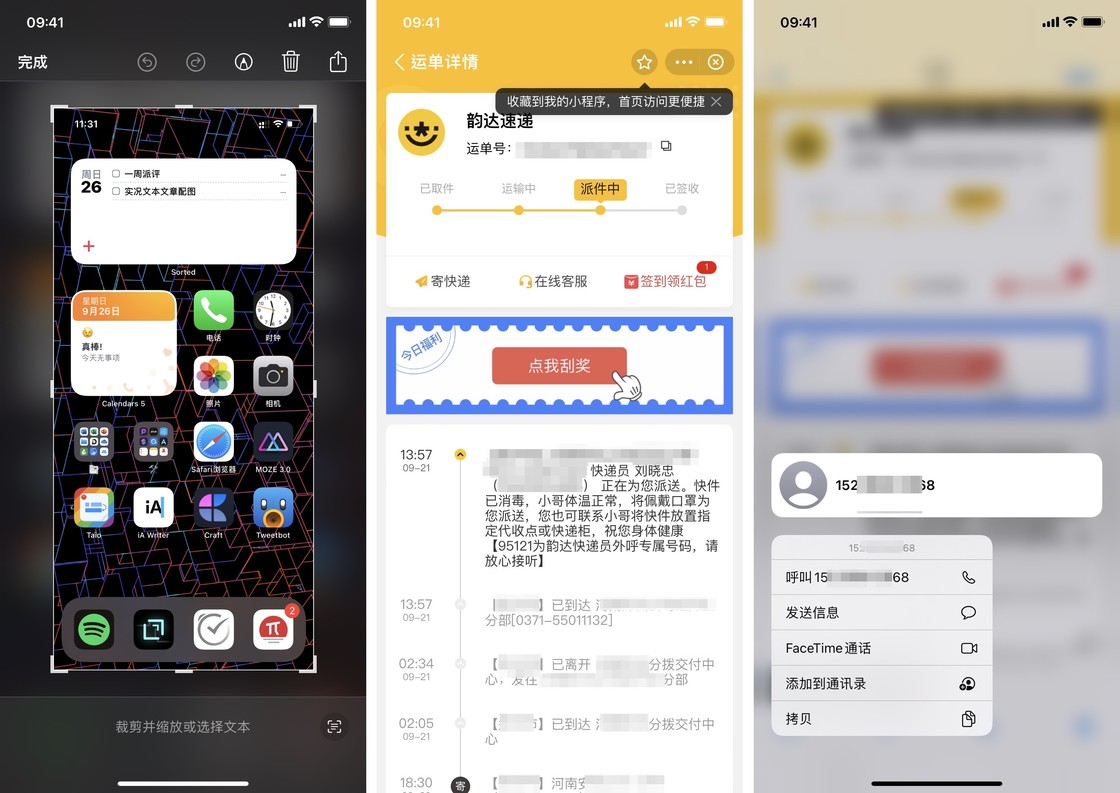 09:41
完成
11:31
周日
26
一周派评
实况文本文章配图
Sorted
星期日
9月26日
真棒!
今天无事项
Calendars 5
电话
时钟
照片
相机
Safari浏览器
MOZE 3.0
iA
Taio
iA Writer
Craft
Tweetbot
2
裁剪并缩放或选择文本
09:41
运单详情
收藏到我的小程序，首页访问更便捷
韵达速递
运单号：
已取件
运输中
派件中
已签收
寄快递
在线客服
签到领红包
1
今日福利
点我刮奖
13:57
09-21
快递员 刘晓忠
（ ） 正在为您派送。快件
已消毒，小哥体温正常，将佩戴口罩为
您派送，您也可联系小哥将快件放置指
定代收点或快递柜，祝您身体健康
【95121为韵达快递员外呼专属号码，请
放心接听】
13:57
09-21
【 】已到达
分部[0371-55011132]
02:34
09-21
【 】已离开 分拨交付中
心，发往 分部
02:05
09-21
【 】已到达 分拨交付中
心
18:30
寄
【 】河南
09:41
152 68
15 68
呼叫15 68
发送信息
FaceTime 通话
添加到通讯录
拷贝